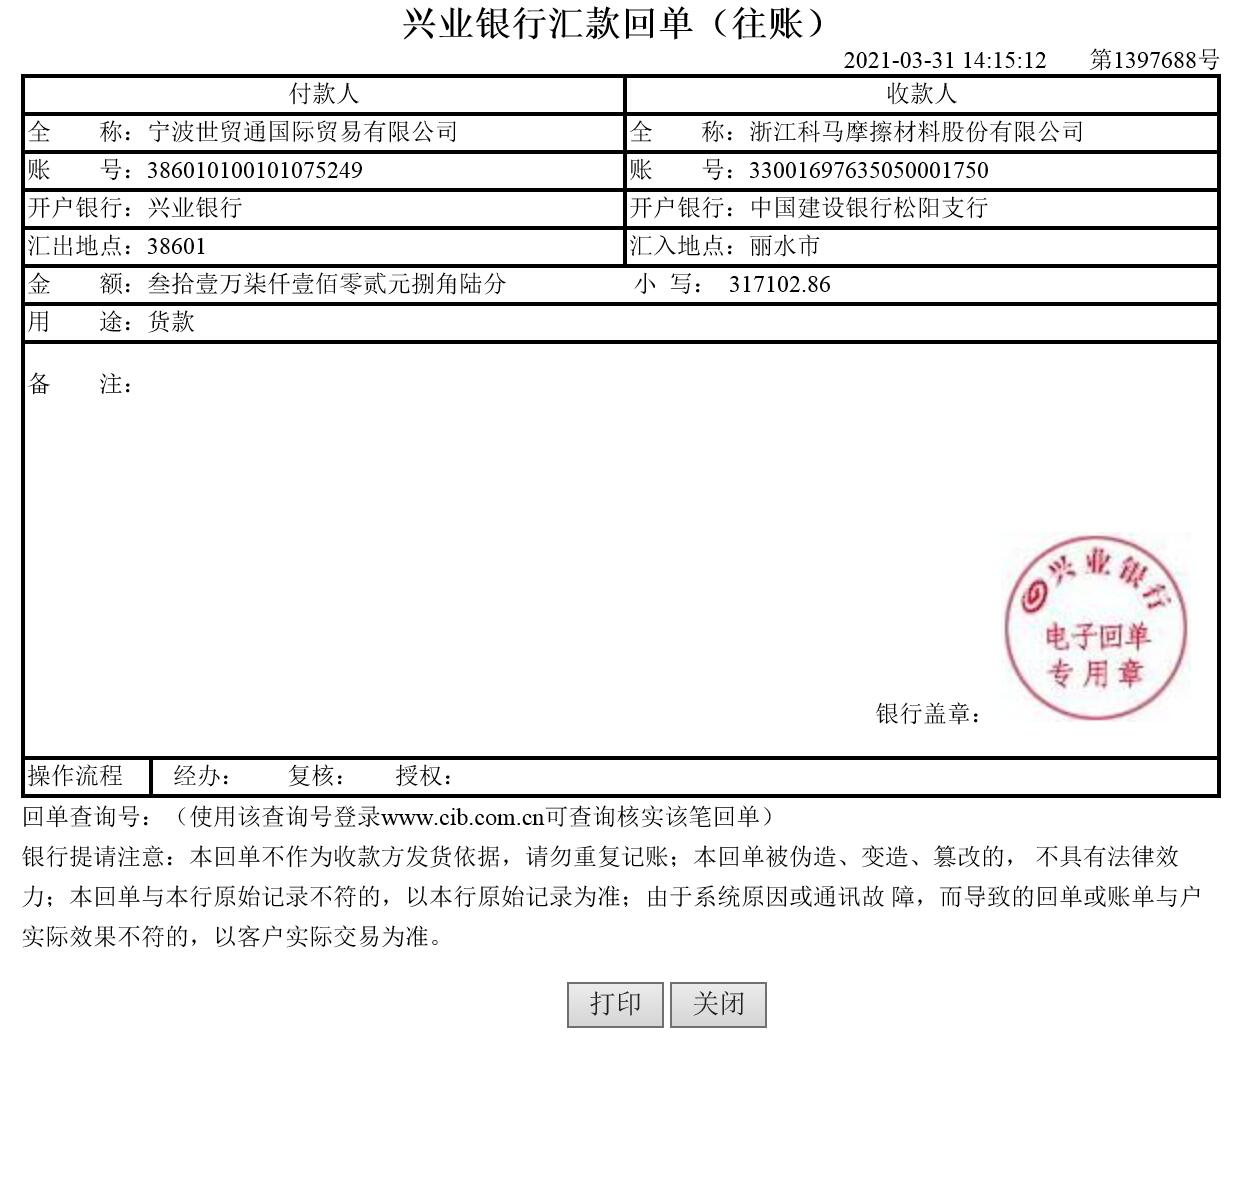 兴业银行汇款回单（往账）
2021-03-31 14:15:12 第1397688号
付款人 收款人
全 称：宁波世贸通国际贸易有限公司 全 称：浙江科马摩擦材料股份有限公司
账 号：386010100101075249 账 号：33001697635050001750
开户银行：兴业银行 开户银行：中国建设银行松阳支行
汇出地点：38601 汇入地点：丽水市
金 额：叁拾壹万柒仟壹佰零贰元捌角陆分 小 写： 317102.86
用 途：货款
备 注：
兴业银行
电子回单
专用章
银行盖章：
操作流程 经办： 复核： 授权：
回单查询号：（使用该查询号登录www.cib.com.cn可查询核实该笔回单）
银行提请注意：本回单不作为收款方发货依据，请勿重复记账；本回单被伪造、变造、篡改的， 不具有法律效
力；本回单与本行原始记录不符的，以本行原始记录为准；由于系统原因或通讯故 障，而导致的回单或账单与户
实际效果不符的，以客户实际交易为准。
打印 关闭